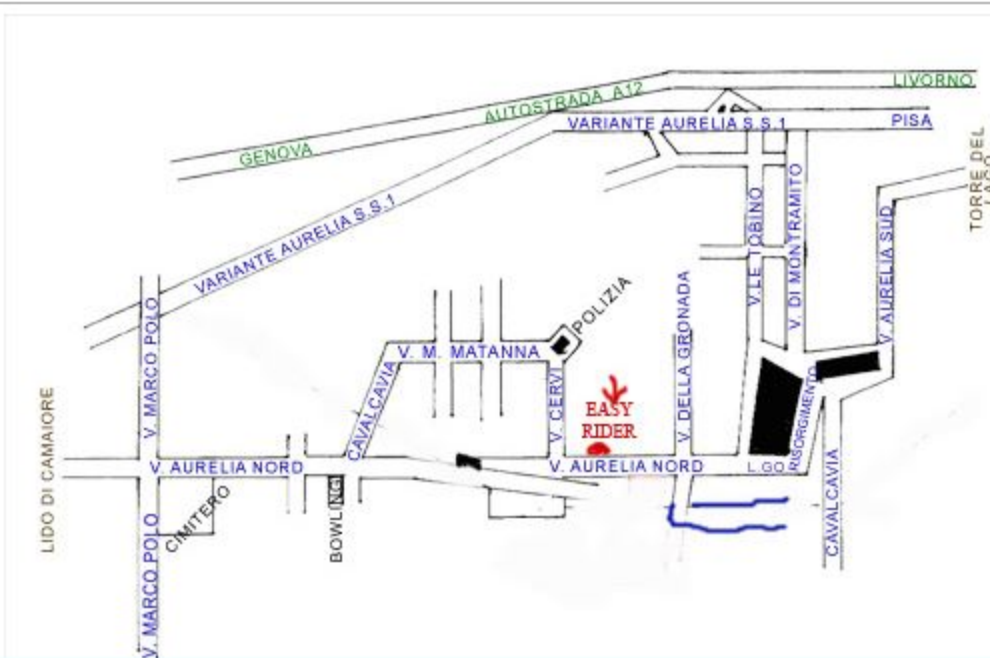 LIVORNO
AUTOSTRADA A12
GENOVA
VARIANTE AURELIA S.S.1
PISA
TORRE DEL
LAGO
VARIANTE AURELIA S.S.1
V.LE TOBINO
V. DI MONTRAMITO
V. AURELIA SUD
V. MARCO POLO
POLIZIA
V. DELLA GRONADA
V. M. MATANNA
CAVALCAVIA
V. CERVI
EASY
RIDER
RISORGIMENTO
L.GO
LIDO DI CAMAIORE
V. AURELIA NORD
V. AURELIA NORD
CIMITERO
BOWLING
CAVALCAVIA
V. MARCO POLO